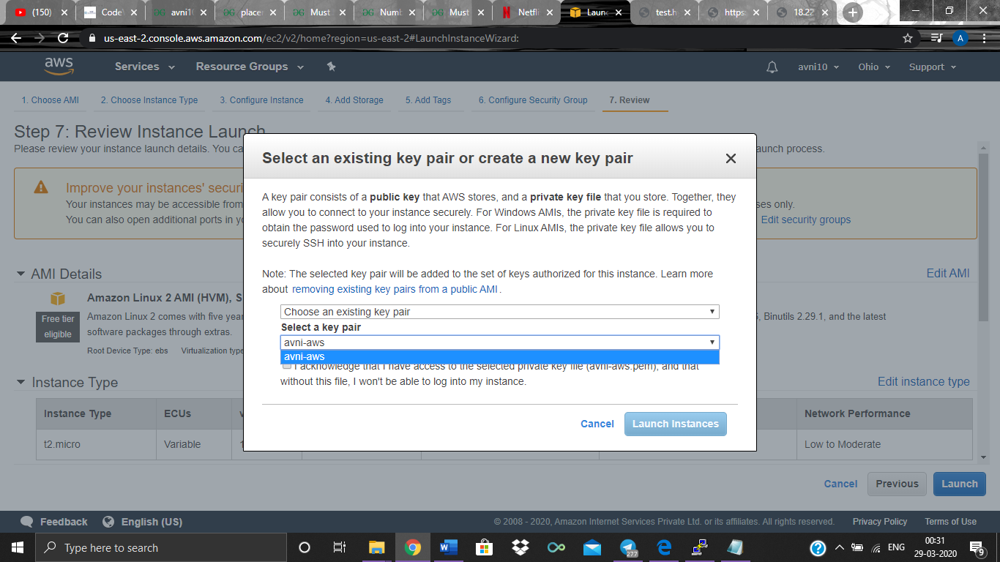 (150)
CodeV
avni10
place
Must
Numb
Must
Netfli
Laun
test.h
https:
18.22
us-east-2.console.aws.amazon.com/ec2/v2/home?region=us-east-2#LaunchInstanceWizard:
A
aws
Services
Resource Groups
avni10
Ohio
Support
1. Choose AMI
2. Choose Instance Type
3. Configure Instance
4. Add Storage
5. Add Tags
6. Configure Security Group
7. Review
Step 7: Review Instance Launch
Please review your instance launch details. You ca
aunch process.
Improve your instances' securi
Your instances may be accessible from
ses only.
You can also open additional ports in yo
Edit security groups
Select an existing key pair or create a new key pair
A key pair consists of a public key that AWS stores, and a private key file that you store. Together, they
allow you to connect to your instance securely. For Windows AMIs, the private key file is required to
obtain the password used to log into your instance. For Linux AMIs, the private key file allows you to
securely SSH into your instance.
Note: The selected key pair will be added to the set of keys authorized for this instance. Learn more
about removing existing key pairs from a public AMI.
Choose an existing key pair
Select a key pair
avni-aws
avni-aws
I acknowledge that I have access to the selected private key file (avni-aws.pem), and that
without this file, I won't be able to log into my instance.
Cancel
Launch Instances
AMI Details
Edit AMI
Amazon Linux 2 AMI (HVM), S
Free tier
eligible
Amazon Linux 2 comes with five year
, Binutils 2.29.1, and the latest
software packages through extras.
Root Device Type: ebs
Virtualization type
Instance Type
Edit instance type
Instance Type
ECUs
Network Performance
t2.micro
Variable
Low to Moderate
Cancel
Previous
Launch
Feedback
English (US)
© 2008 - 2020, Amazon Internet Services Private Ltd. or its affiliates. All rights reserved.
Privacy Policy
Terms of Use
Type here to search
277
ENG
00:31
29-03-2020
9